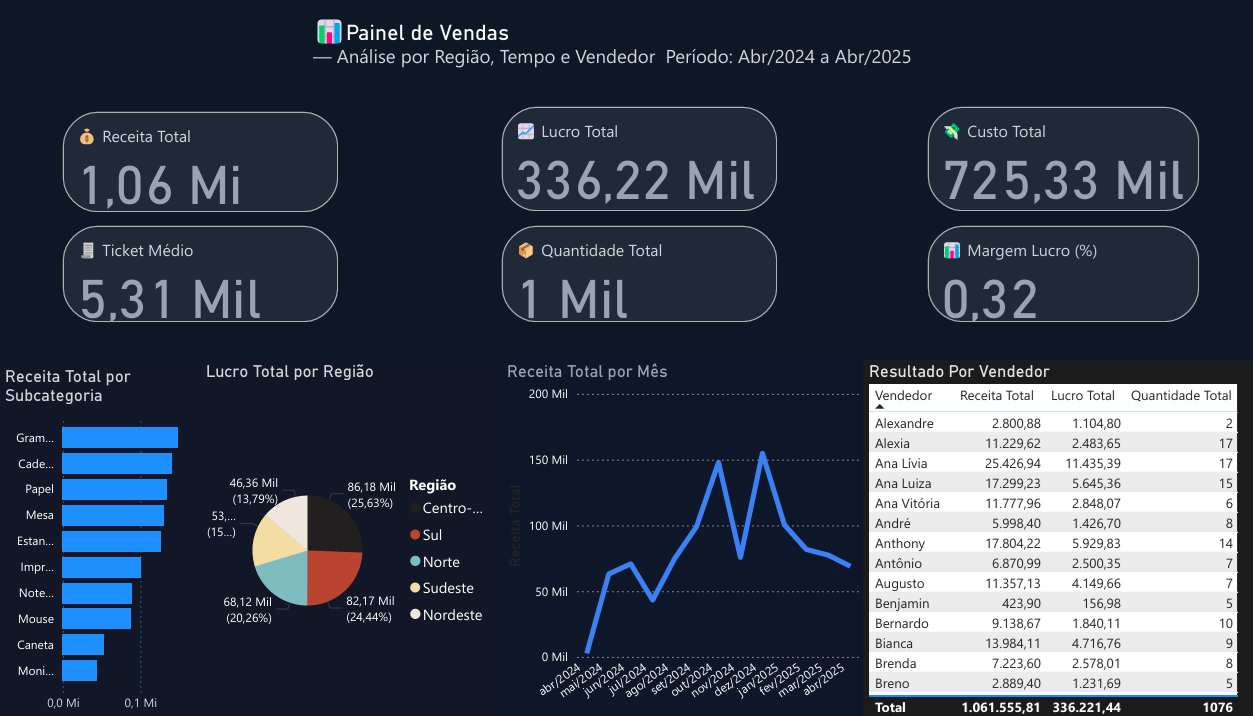 Painel de Vendas
— Análise por Região, Tempo e Vendedor Período: Abr/2024 a Abr/2025
Receita Total
1,06 Mi
Lucro Total
336,22 Mil
Custo Total
725,33 Mil
Ticket Médio
5,31 Mil
Quantidade Total
1 Mil
Margem Lucro (%)
0,32
Receita Total por
Subcategoria
Gram...
Cade...
Papel
Mesa
Estan...
Impr...
Note...
Mouse
Caneta
Moni...
0,0 Mi 0,1 Mi
Lucro Total por Região
46,36 Mil
(13,79%)
86,18 Mil
(25,63%)
53,...
(15...)
68,12 Mil
(20,26%)
82,17 Mil
(24,44%)
Região
Centro-...
Sul
Norte
Sudeste
Nordeste
Receita Total por Mês
Receita Total
200 Mil
150 Mil
100 Mil
50 Mil
0 Mil
abr/2024
mai/2024
jun/2024
jul/2024
ago/2024
set/2024
out/2024
nov/2024
dez/2024
jan/2025
fev/2025
mar/2025
abr/2025
Resultado Por Vendedor
Vendedor Receita Total Lucro Total Quantidade Total
Alexandre 2.800,88 1.104,80 2
Alexia 11.229,62 2.483,65 17
Ana Lívia 25.426,94 11.435,39 17
Ana Luiza 17.299,23 5.645,36 15
Ana Vitória 11.777,96 2.848,07 6
André 5.998,40 1.426,70 8
Anthony 17.804,22 5.929,83 14
Antônio 6.870,99 2.500,35 7
Augusto 11.357,13 4.149,66 7
Benjamin 423,90 156,98 5
Bernardo 9.138,67 1.840,11 10
Bianca 13.984,11 4.716,76 9
Brenda 7.223,60 2.578,01 8
Breno 2.889,40 1.231,69 5
Total 1.061.555,81 336.221,44 1076